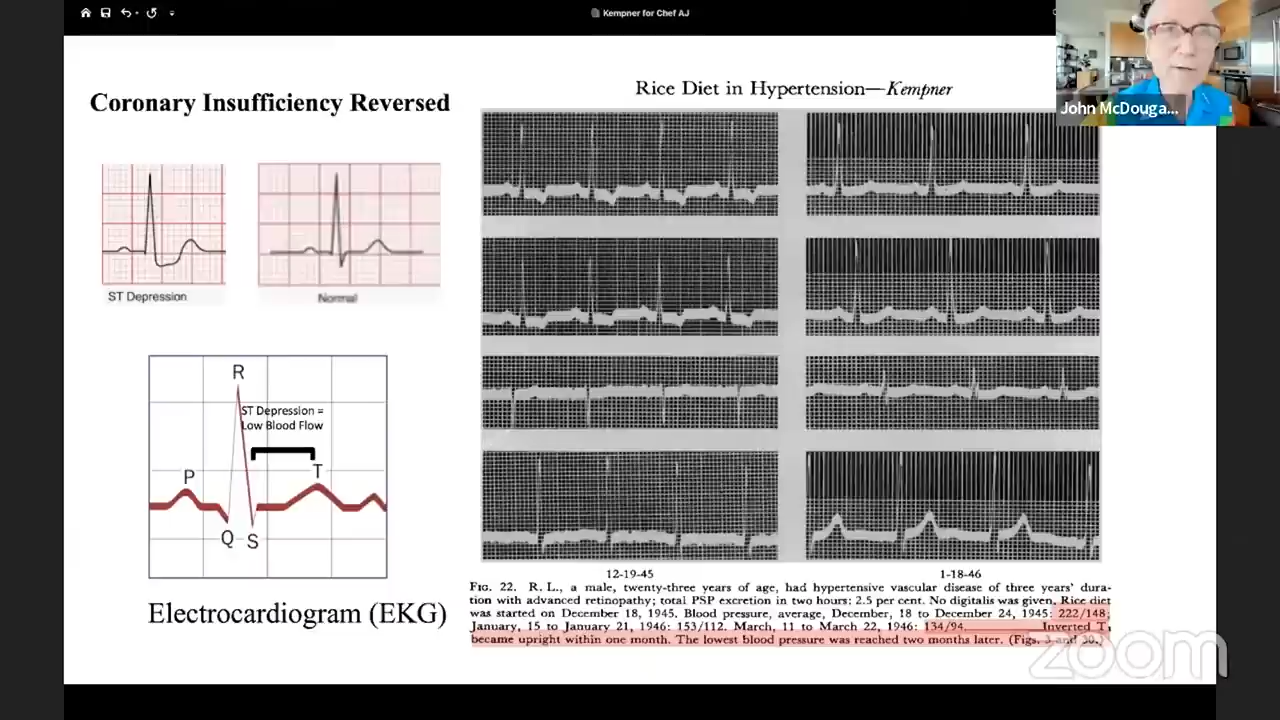 Kempner for Chef AJ
Coronary Insufficiency Reversed
Rice Diet in Hypertension—Kempner
John McDouga...
ST Depression
Normal
R
ST Depression =
Low Blood Flow
P
T
Q
S
Electrocardiogram (EKG)
12-19-45
1-18-46
FIG. 22. R. L., a male, twenty-three years of age, had hypertensive vascular disease of three years' dura-
tion with advanced retinopathy; total PSP excretion in two hours: 2.5 per cent. No digitalis was given. Rice diet
was started on December 18, 1945. Blood pressure, average, December, 18 to December 24, 1945: 222/148;
January, 15 to January 21, 1946: 153/112. March, 11 to March 22, 1946: 134/94. Inverted T,
became upright within one month. The lowest blood pressure was reached two months later. (Figs. 3 and 30.)
zoom